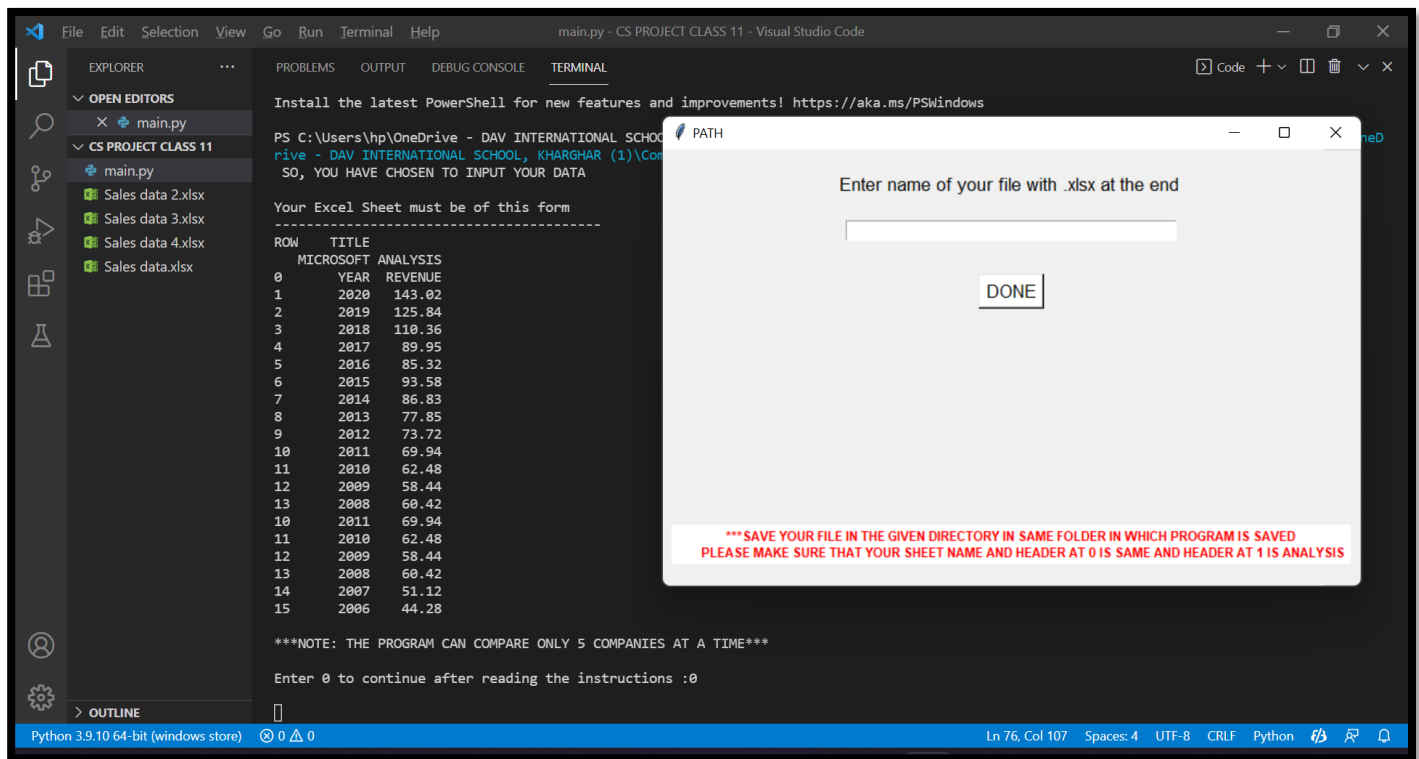 File Edit Selection View Go Run Terminal Help main.py - CS PROJECT CLASS 11 - Visual Studio Code
EXPLORER ···
OPEN EDITORS
main.py
CS PROJECT CLASS 11
main.py
Sales data 2.xlsx
Sales data 3.xlsx
Sales data 4.xlsx
Sales data.xlsx
OUTLINE
PROBLEMS OUTPUT DEBUG CONSOLE TERMINAL
Code
Install the latest PowerShell for new features and improvements! https://aka.ms/PSWindows
PS C:\Users\hp\OneDrive - DAV INTERNATIONAL SCHOO neD
rive - DAV INTERNATIONAL SCHOOL, KHARGHAR (1)\Com
SO, YOU HAVE CHOSEN TO INPUT YOUR DATA
Your Excel Sheet must be of this form
-----------------------------------------
ROW TITLE
MICROSOFT ANALYSIS
0 YEAR REVENUE
1 2020 143.02
2 2019 125.84
3 2018 110.36
4 2017 89.95
5 2016 85.32
6 2015 93.58
7 2014 86.83
8 2013 77.85
9 2012 73.72
10 2011 69.94
11 2010 62.48
12 2009 58.44
13 2008 60.42
10 2011 69.94
11 2010 62.48
12 2009 58.44
13 2008 60.42
14 2007 51.12
15 2006 44.28
***NOTE: THE PROGRAM CAN COMPARE ONLY 5 COMPANIES AT A TIME***
Enter 0 to continue after reading the instructions :0
PATH
Enter name of your file with .xlsx at the end
DONE
***SAVE YOUR FILE IN THE GIVEN DIRECTORY IN SAME FOLDER IN WHICH PROGRAM IS SAVED
PLEASE MAKE SURE THAT YOUR SHEET NAME AND HEADER AT 0 IS SAME AND HEADER AT 1 IS ANALYSIS
Python 3.9.10 64-bit (windows store) 0 0 Ln 76, Col 107 Spaces: 4 UTF-8 CRLF Python